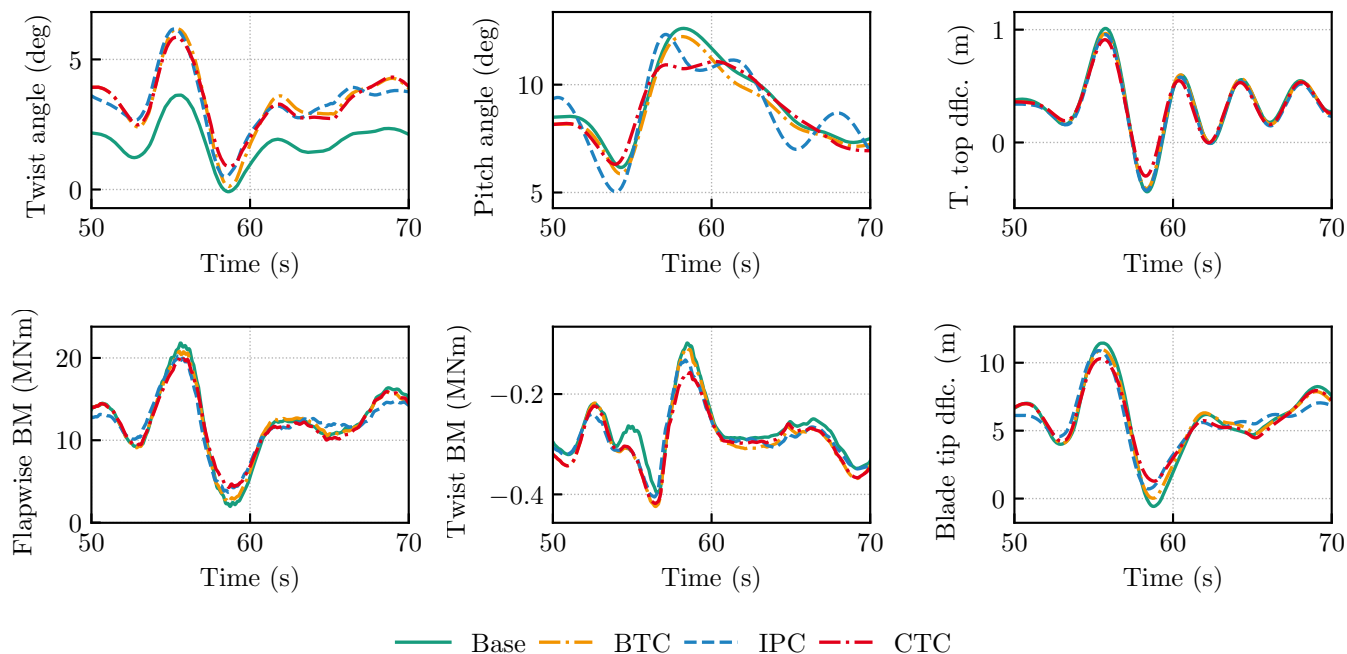 Twist angle (deg)
5
0
50
60
70
Time (s)
Pitch angle (deg)
10
5
50
60
70
Time (s)
T. top dflc. (m)
1
0
50
60
70
Time (s)
Flapwise BM (MNm)
20
10
0
50
60
70
Time (s)
Twist BM (MNm)
−0.2
−0.4
50
60
70
Time (s)
Blade tip dflc. (m)
10
5
0
50
60
70
Time (s)
Base BTC IPC CTC